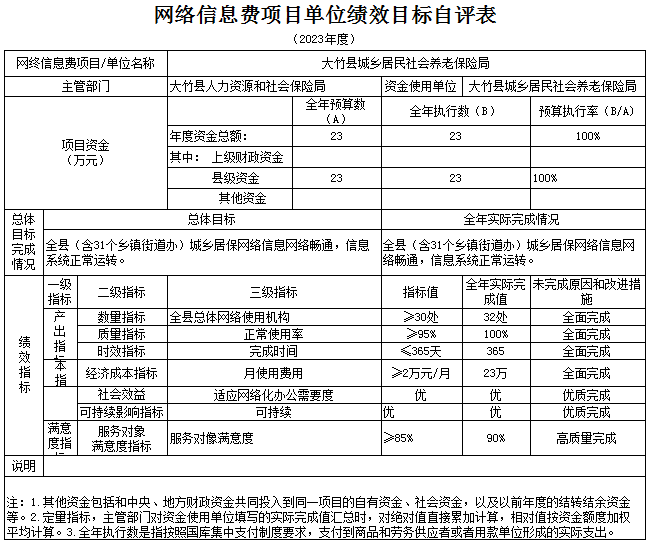 网络信息费项目单位绩效目标自评表
（2023年度）
网终信息费项目/单位名称 大竹县城乡居民社会养老保险局
主管部门 大竹县人力资源和社会保险局 资金使用单位 大竹县城乡居民社会养老保险局
项目资金
（万元） 全年预算数
（A） 全年执行数（B） 预算执行率（B/A）
年度资金总额： 23 23 100%
其中： 上级财政资金
县级资金 23 23 100%
其他资金
总体
目标
完成
情况 总体目标 全年实际完成情况
全县（含31个乡镇街道办）城乡居保网络信息网络畅通，信息
系统正常运转。
全县（含31个乡镇街道办）城乡居保网络信息网
络畅通，信息系统正常运转。
绩
效
指
标 一级
指标 二级指标 三级指标 指标值 全年实际完
成值 未完成原因和改进措
施
产
出
指 数量指标 全县总体网络使用机构 ≥30处 32处 全面完成
质量指标 正常使用率 ≥95% 100% 全面完成
时效指标 完成时间 ≤365天 365 全面完成
本
指 经济成本指标 月使用费用 ≥2万元/月 23万 全面完成
社会效益 适应网络化办公需要度 优 优 优质完成
可持续影响指标 可持续 优 优 优质完成
满意
度指 服务对象
满意度指标 服务对像满意度 ≥85% 90% 高质量完成
说明
注：1.其他资金包括和中央、地方财政资金共同投入到同一项目的自有资金、社会资金，以及以前年度的结转结余资金
等。2.定量指标，主管部门对资金使用单位填写的实际完成值汇总时，对绝对值直接累加计算，相对值按资金额度加权
平均计算。3.全年执行数是指按照国库集中支付制度要求，支付到商品和劳务供应者或者用款单位形成的实际支出。